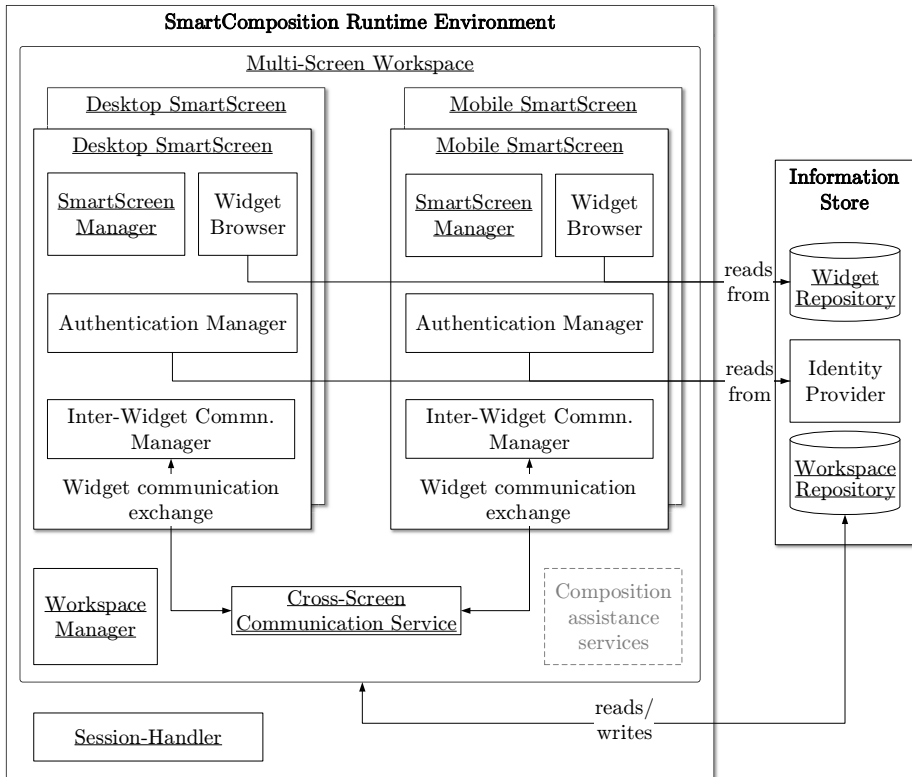 SmartComposition Runtime Environment
Multi-Screen Workspace
Desktop SmartScreen
Desktop SmartScreen
SmartScreen
Manager
Widget
Browser
Authentication Manager
Inter-Widget Commn.
Manager
Widget communication
exchange
Mobile SmartScreen
Mobile SmartScreen
SmartScreen
Manager
Widget
Browser
Authentication Manager
Inter-Widget Commn.
Manager
Widget communication
exchange
Workspace
Manager
Cross-Screen
Communication Service
Composition
assistance
services
Session-Handler
reads
from
reads
from
reads/
writes
Information
Store
Widget
Repository
Identity
Provider
Workspace
Repository